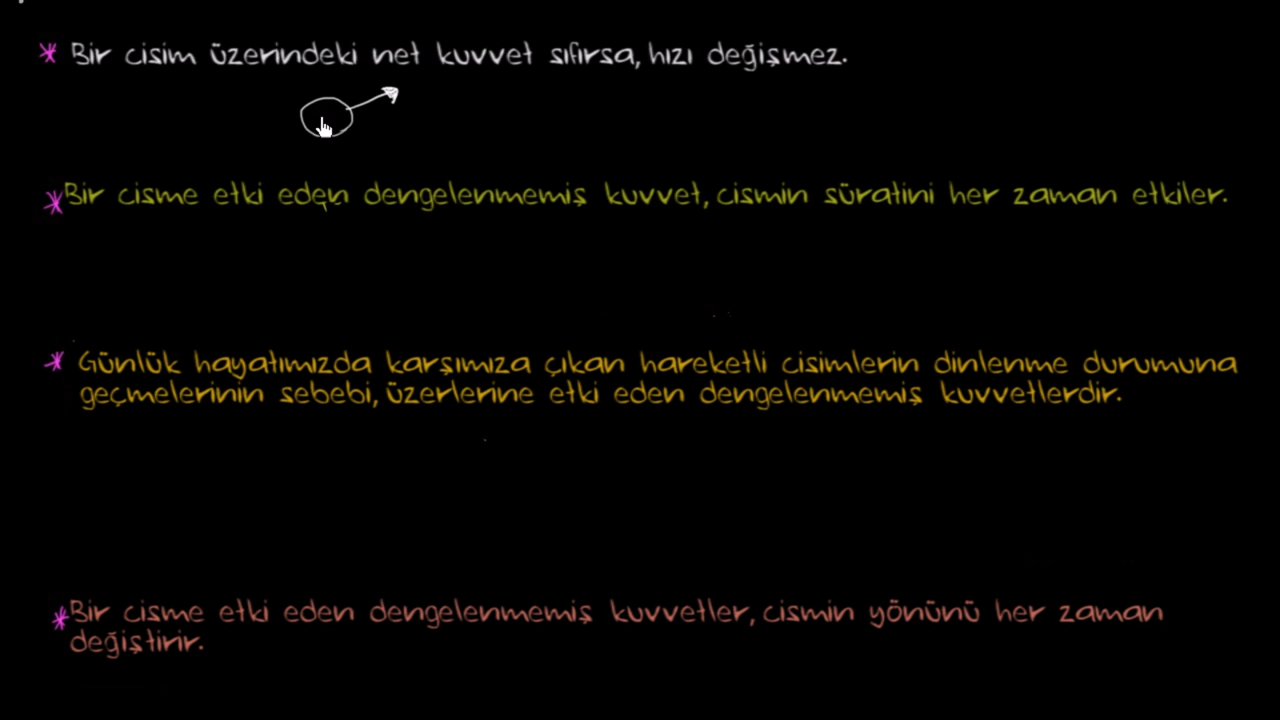 * Bir cisim üzerindeki net kuvvet sıfırsa, hızı değişmez.
* Bir cisme etki eden dengelenmemiş kuvvet, cismin süratini her zaman etkiler.
* Günlük hayatımızda karşımıza çıkan hareketli cisimlerin dinlenme durumuna
geçmelerinin sebebi, üzerlerine etki eden dengelenmemiş kuvvetlerdir.
* Bir cisme etki eden dengelenmemiş kuvvetler, cismin yönünü her zaman
değiştirir.